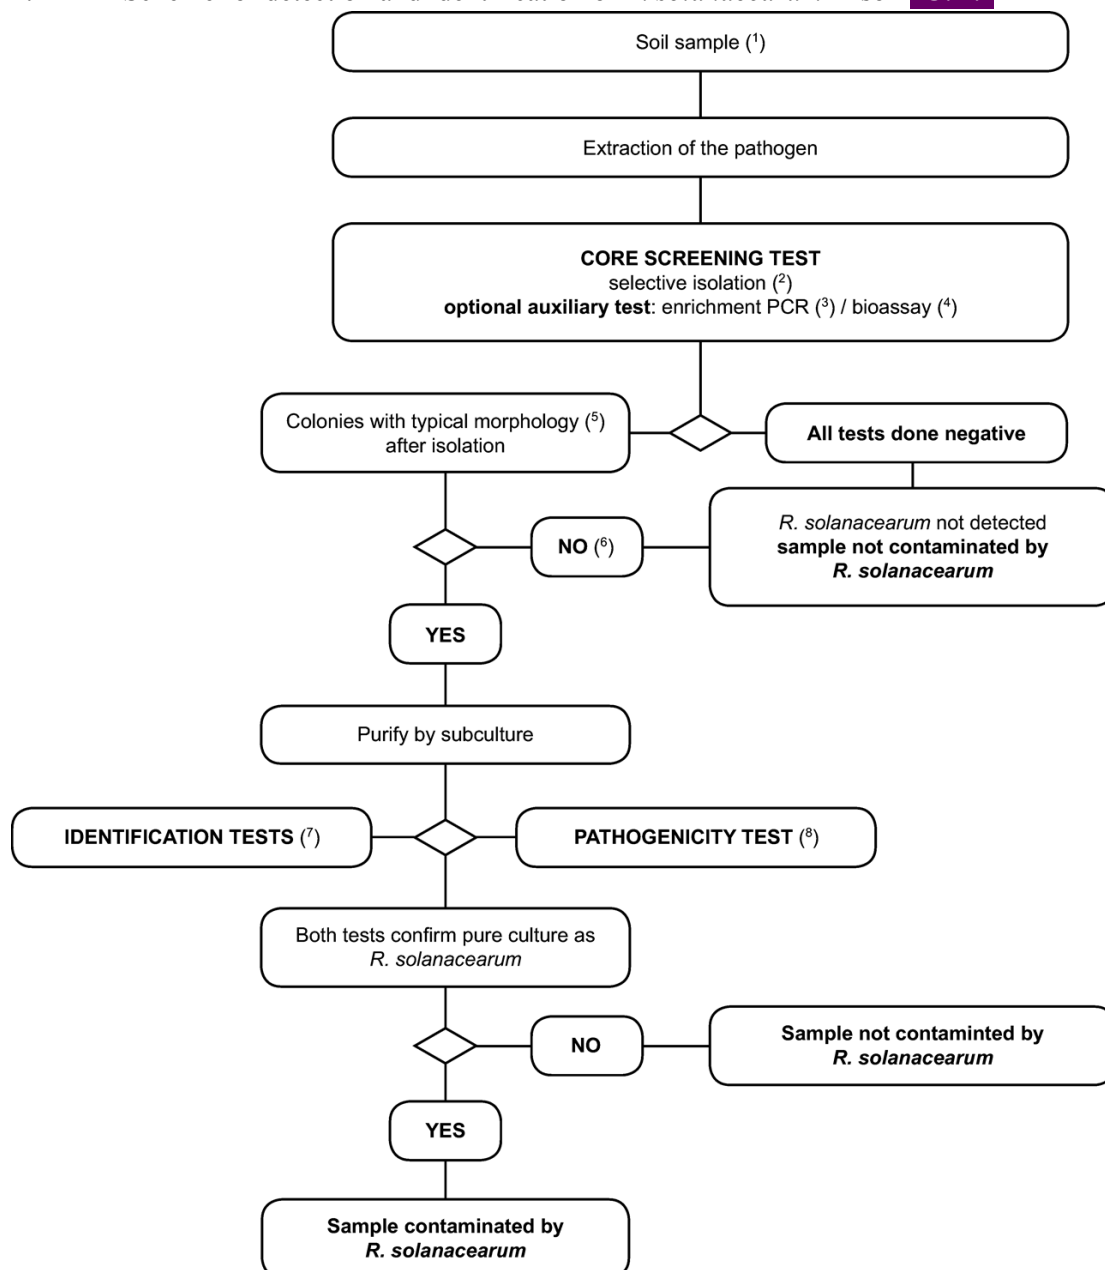 Soil sample (¹)
Extraction of the pathogen
CORE SCREENING TEST
selective isolation (²)
optional auxiliary test: enrichment PCR (³) / bioassay (⁴)
Colonies with typical morphology (⁵)
after isolation
All tests done negative
R. solanacearum not detected
sample not contaminated by
R. solanacearum
NO (⁶)
YES
Purify by subculture
IDENTIFICATION TESTS (⁷)
PATHOGENICITY TEST (⁸)
Both tests confirm pure culture as
R. solanacearum
NO
Sample not contaminted by
R. solanacearum
YES
Sample contaminated by
R. solanacearum